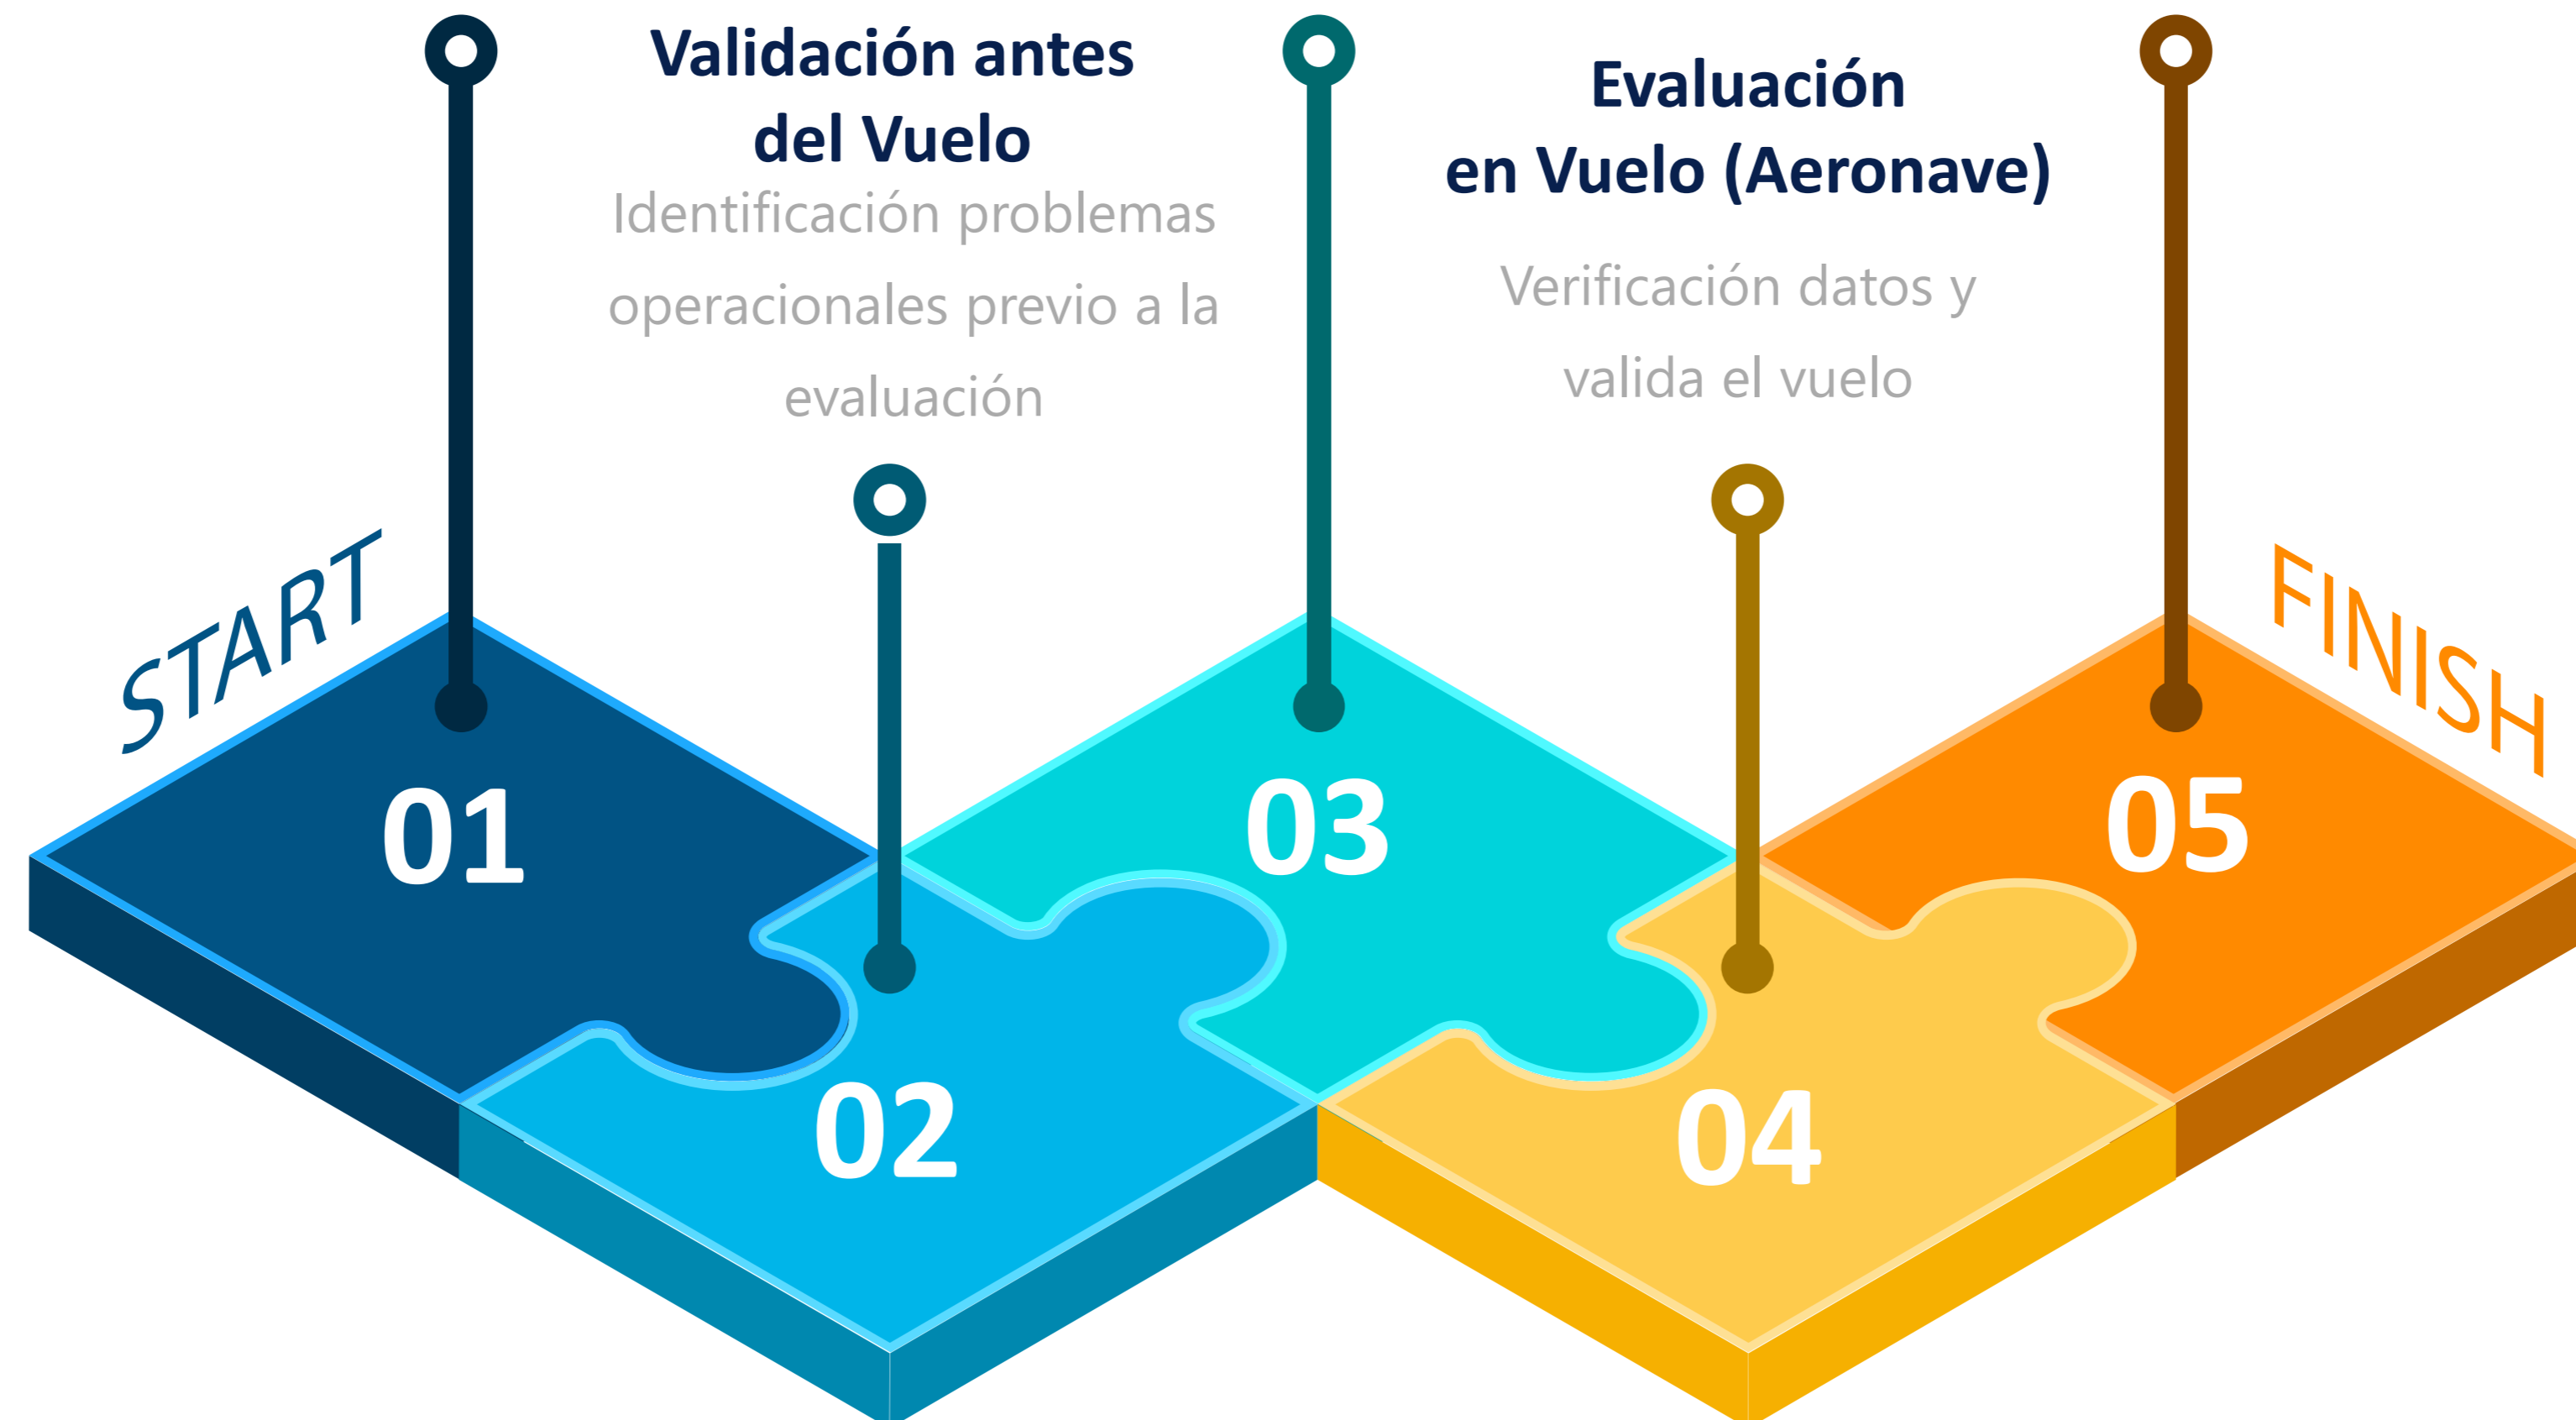 Validación antes
del Vuelo
Identificación problemas
operacionales previo a la
evaluación
Evaluación
en Vuelo (Aeronave)
Verificación datos y
valida el vuelo
START
FINISH
01
02
03
04
05